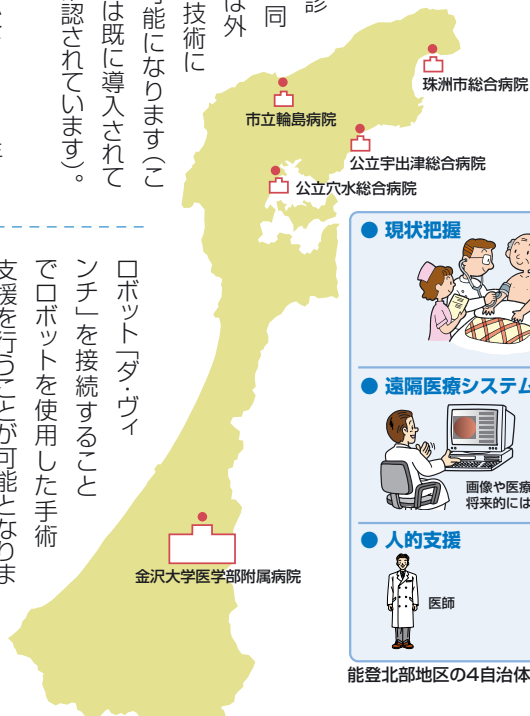 診
同
は外
技術に
可能になります（こ
は既に導入されて
認されています）。
ロボット「ダ・ヴィ
ンチ」を接続すること
でロボットを使用した手術
支援を行うことが可能となりま
珠洲市総合病院
市立輪島病院
公立宇出津総合病院
公立穴水総合病院
金沢大学医学部附属病院
● 現状把握
● 遠隔医療システム
画像や医療
将来的には
● 人的支援
医師
能登北部地区の4自治体